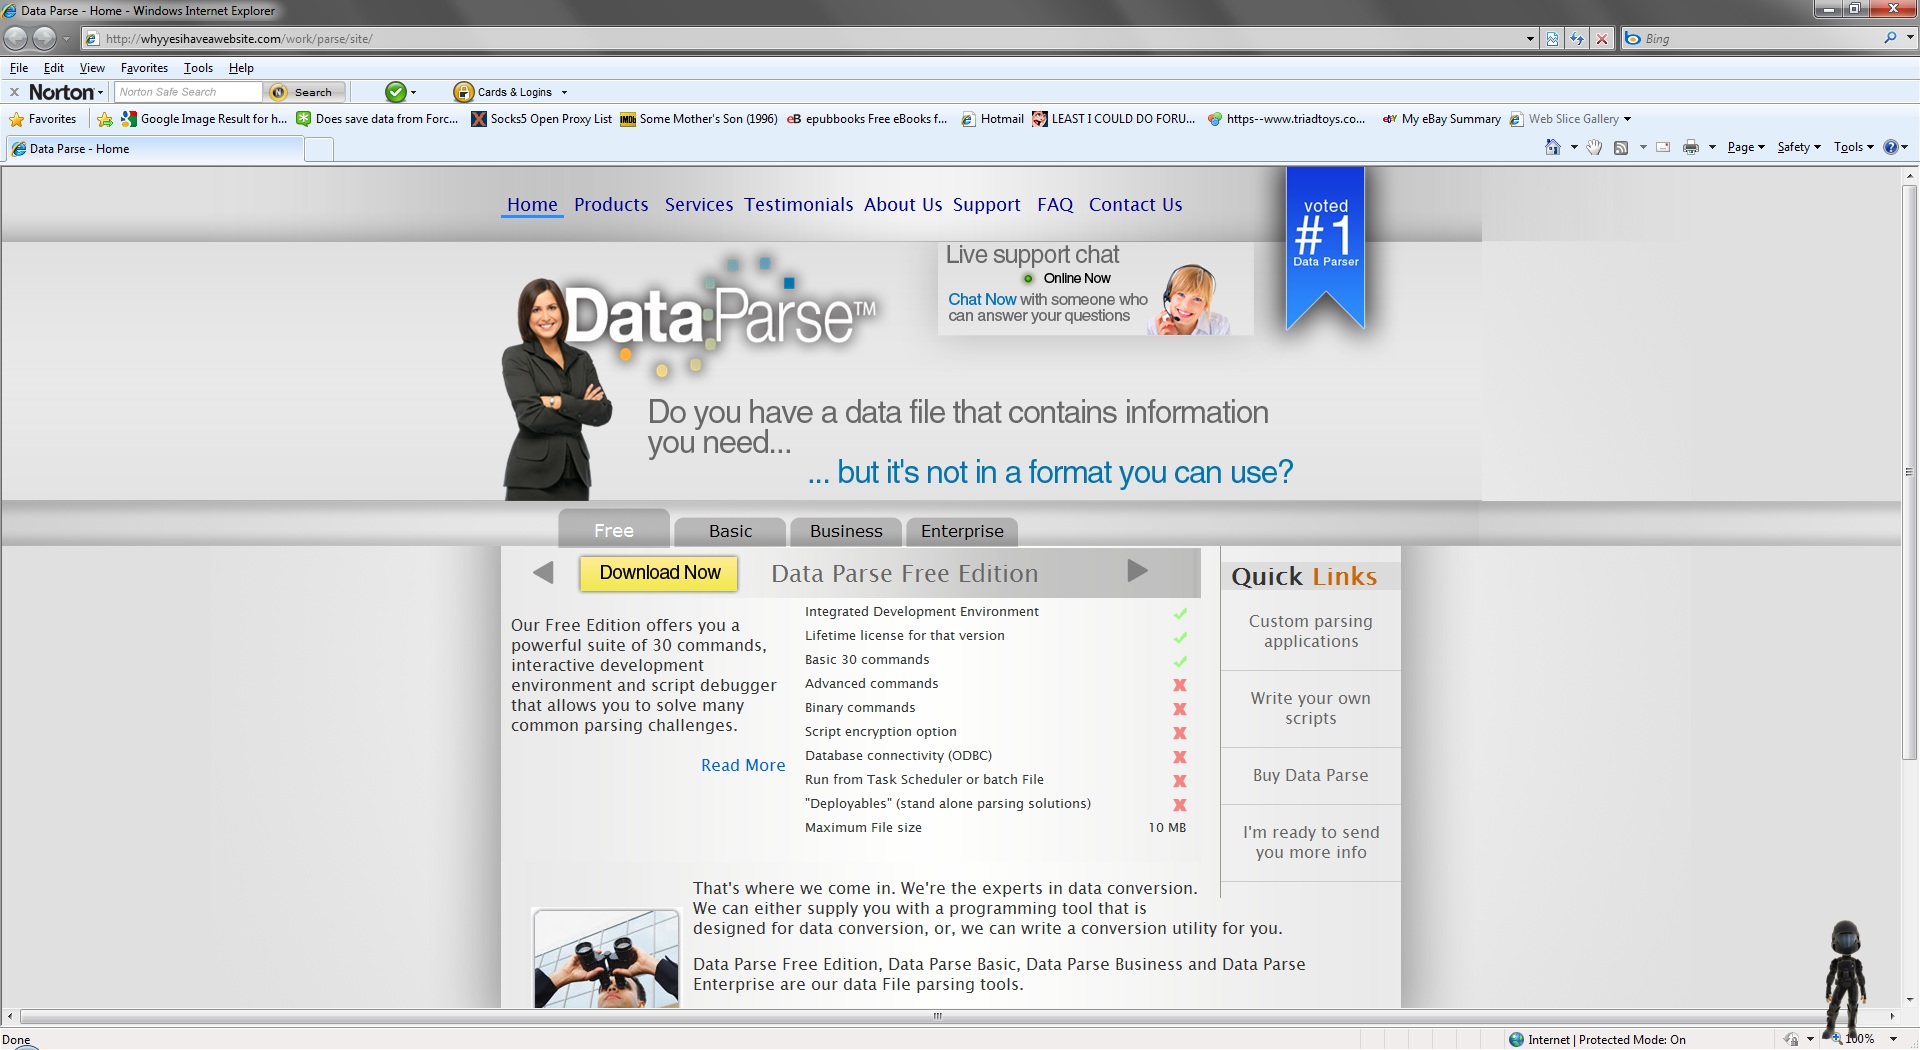 Data Parse - Home - Windows Internet Explorer
http://whyyesihaveawebsite.com/work/parse/site/
Bing
File Edit View Favorites Tools Help
x Norton Norton Safe Search Search Cards & Logins
Favorites Google Image Result for h... Does save data from Forc... Socks5 Open Proxy List IMDb Some Mother's Son (1996) eB epubbooks Free eBooks f... Hotmail LEAST I COULD DO FORU... https--www.triadtoys.co... ebY My eBay Summary Web Slice Gallery
Data Parse - Home
Page Safety Tools
Home Products Services Testimonials About Us Support FAQ Contact Us
voted
#1
Data Parser
Live support chat
Online Now
Chat Now with someone who
can answer your questions
DataParse™
Do you have a data file that contains information
you need...
... but it's not in a format you can use?
Free Basic Business Enterprise
Download Now Data Parse Free Edition
Our Free Edition offers you a
powerful suite of 30 commands,
interactive development
environment and script debugger
that allows you to solve many
common parsing challenges.
Read More
Integrated Development Environment
Lifetime license for that version
Basic 30 commands
Advanced commands
Binary commands
Script encryption option
Database connectivity (ODBC)
Run from Task Scheduler or batch File
"Deployables" (stand alone parsing solutions)
Maximum File size 10 MB
Quick Links
Custom parsing
applications
Write your own
scripts
Buy Data Parse
I'm ready to send
you more info
That's where we come in. We're the experts in data conversion.
We can either supply you with a programming tool that is
designed for data conversion, or, we can write a conversion utility for you.
Data Parse Free Edition, Data Parse Basic, Data Parse Business and Data Parse
Enterprise are our data File parsing tools.
Done
Internet | Protected Mode: On
100%